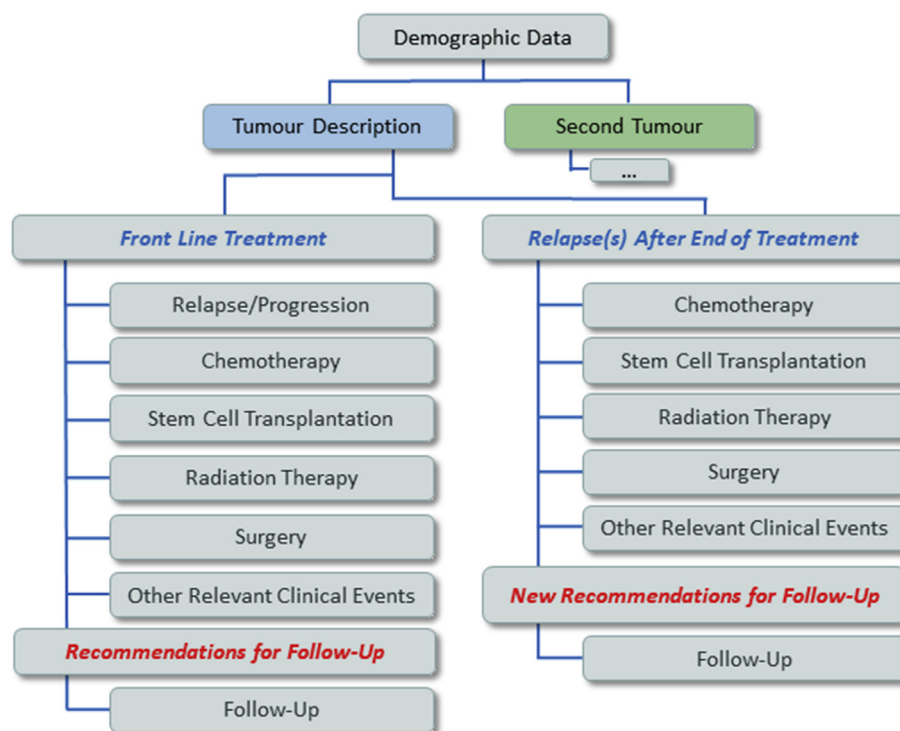 Demographic Data
Tumour Description
Second Tumour
...
Front Line Treatment
Relapse/Progression
Chemotherapy
Stem Cell Transplantation
Radiation Therapy
Surgery
Other Relevant Clinical Events
Recommendations for Follow-Up
Follow-Up
Relapse(s) After End of Treatment
Chemotherapy
Stem Cell Transplantation
Radiation Therapy
Surgery
Other Relevant Clinical Events
New Recommendations for Follow-Up
Follow-Up